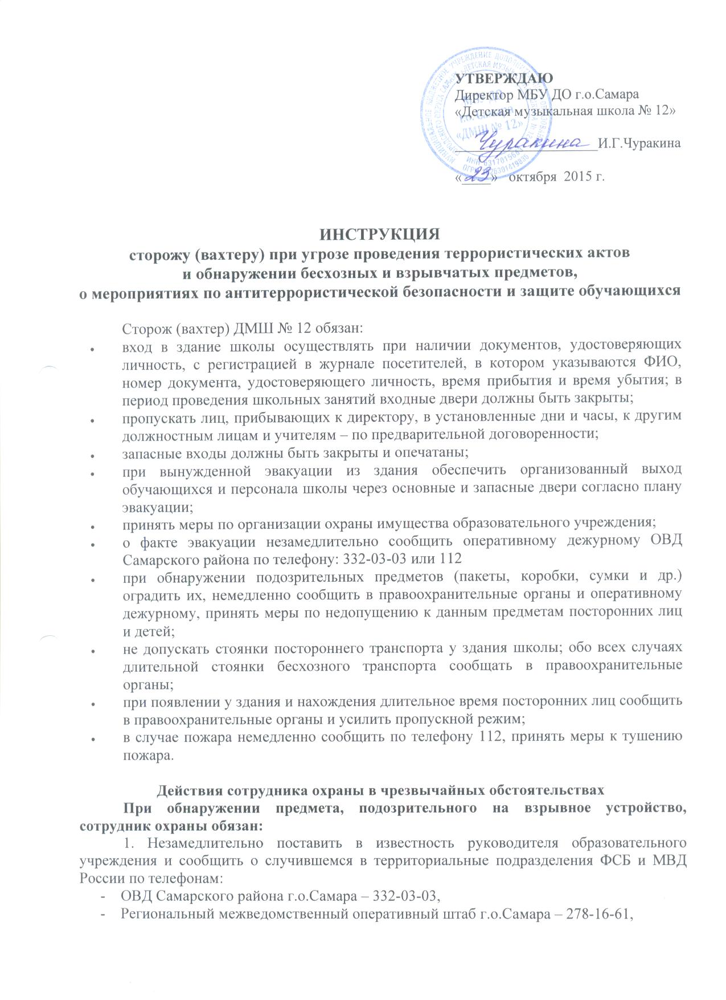 УТВЕРЖДАЮ
Директор МБУ ДО г.о.Самара
«Детская музыкальная школа № 12»
Чуракина И.Г.Чуракина
«23» октября 2015 г.
МБУ ДО
г.о. Самара
«ДМШ № 12»
ИНСТРУКЦИЯ
сторожу (вахтеру) при угрозе проведения террористических актов
и обнаружении бесхозных и взрывчатых предметов,
о мероприятиях по антитеррористической безопасности и защите обучающихся
Сторож (вахтер) ДМШ № 12 обязан:
• вход в здание школы осуществлять при наличии документов, удостоверяющих
личность, с регистрацией в журнале посетителей, в котором указываются ФИО,
номер документа, удостоверяющего личность, время прибытия и время убытия; в
период проведения школьных занятий входные двери должны быть закрыты;
• пропускать лиц, прибывающих к директору, в установленные дни и часы, к другим
должностным лицам и учителям – по предварительной договоренности;
• запасные входы должны быть закрыты и опечатаны;
• при вынужденной эвакуации из здания обеспечить организованный выход
обучающихся и персонала школы через основные и запасные двери согласно плану
эвакуации;
• принять меры по организации охраны имущества образовательного учреждения;
• о факте эвакуации незамедлительно сообщить оперативному дежурному ОВД
Самарского района по телефону: 332-03-03 или 112
• при обнаружении подозрительных предметов (пакеты, коробки, сумки и др.)
оградить их, немедленно сообщить в правоохранительные органы и оперативному
дежурному, принять меры по недопущению к данным предметам посторонних лиц
и детей;
• не допускать стоянки постороннего транспорта у здания школы; обо всех случаях
длительной стоянки бесхозного транспорта сообщать в правоохранительные
органы;
• при появлении у здания и нахождения длительное время посторонних лиц сообщить
в правоохранительные органы и усилить пропускной режим;
• в случае пожара немедленно сообщить по телефону 112, принять меры к тушению
пожара.
Действия сотрудника охраны в чрезвычайных обстоятельствах
При обнаружении предмета, подозрительного на взрывное устройство,
сотрудник охраны обязан:
1. Незамедлительно поставить в известность руководителя образовательного
учреждения и сообщить о случившемся в территориальные подразделения ФСБ и МВД
России по телефонам:
- ОВД Самарского района г.о.Самара – 332-03-03,
- Региональный межведомственный оперативный штаб г.о.Самара – 278-16-61,